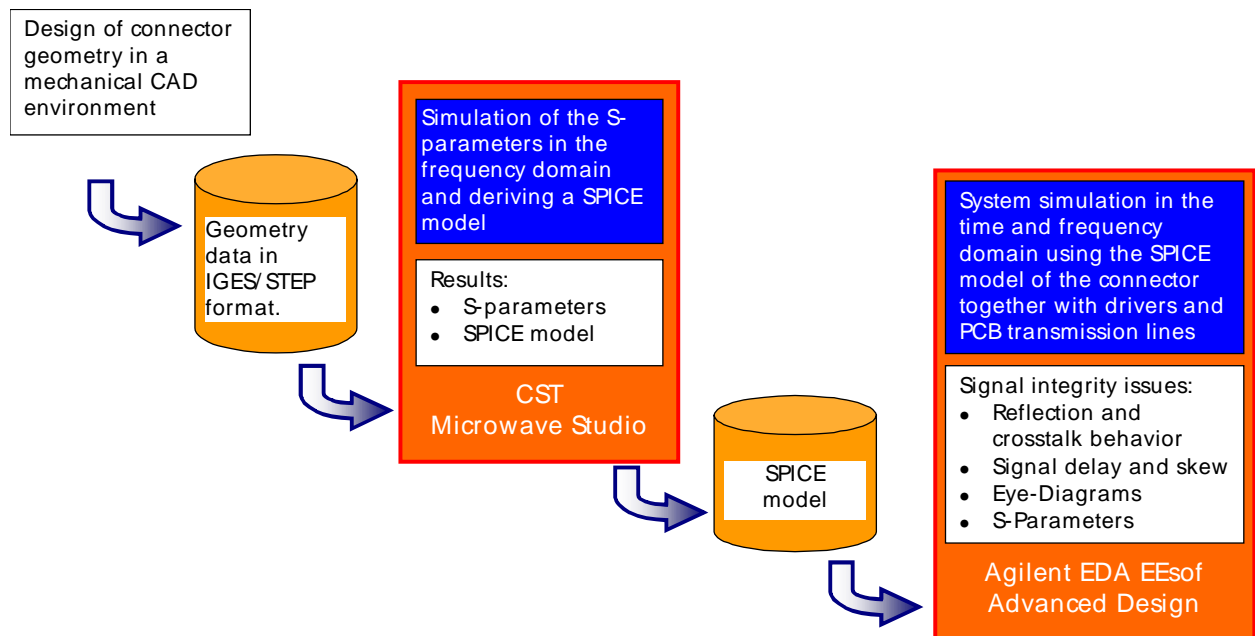 Design of connector
geometry in a
mechanical CAD
environment
Geometry
data in
IGES/STEP
format.
Simulation of the S-
parameters in the
frequency domain
and deriving a SPICE
model
Results:
● S-parameters
● SPICE model
CST
Microwave Studio
SPICE
model
System simulation in the
time and frequency
domain using the SPICE
model of the connector
together with drivers and
PCB transmission lines
Signal integrity issues:
● Reflection and
crosstalk behavior
● Signal delay and skew
● Eye-Diagrams
● S-Parameters
Agilent EDA EEsof
Advanced Design